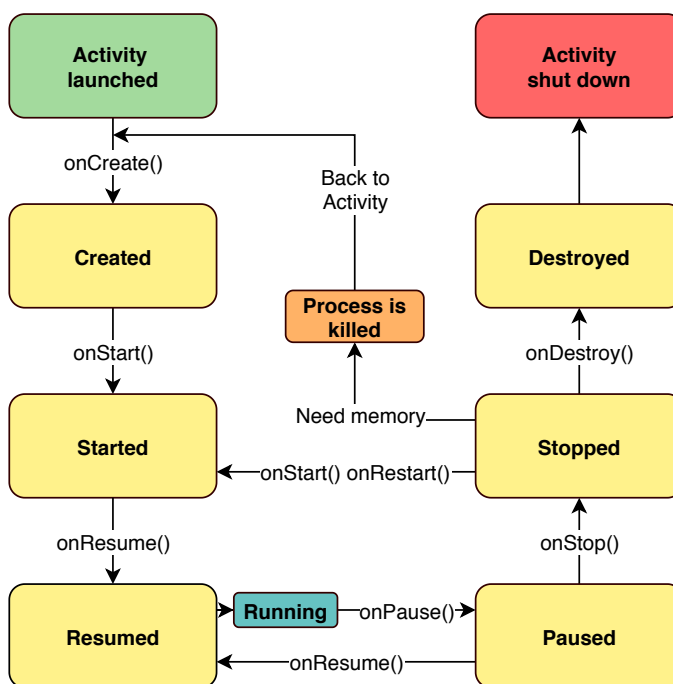 Activity
launched
Activity
shut down
onCreate()
Back to
Activity
Created
Destroyed
Process is
killed
onStart()
onDestroy()
Need memory
Started
Stopped
onStart() onRestart()
onResume()
onStop()
Resumed
Running
onPause()
Paused
onResume()